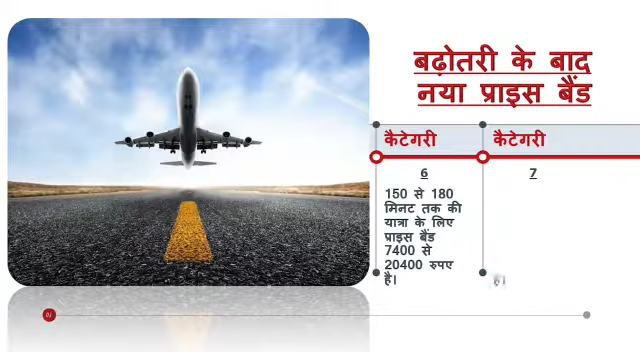 बढ़ोतरी के बाद
नया प्राइस बैंड
कैटेगरी
6
150 से 180
मिनट तक की
यात्रा के लिए
प्राइस बैंड
7400 से
20400 रुपए
है।
कैटेगरी
7
है।